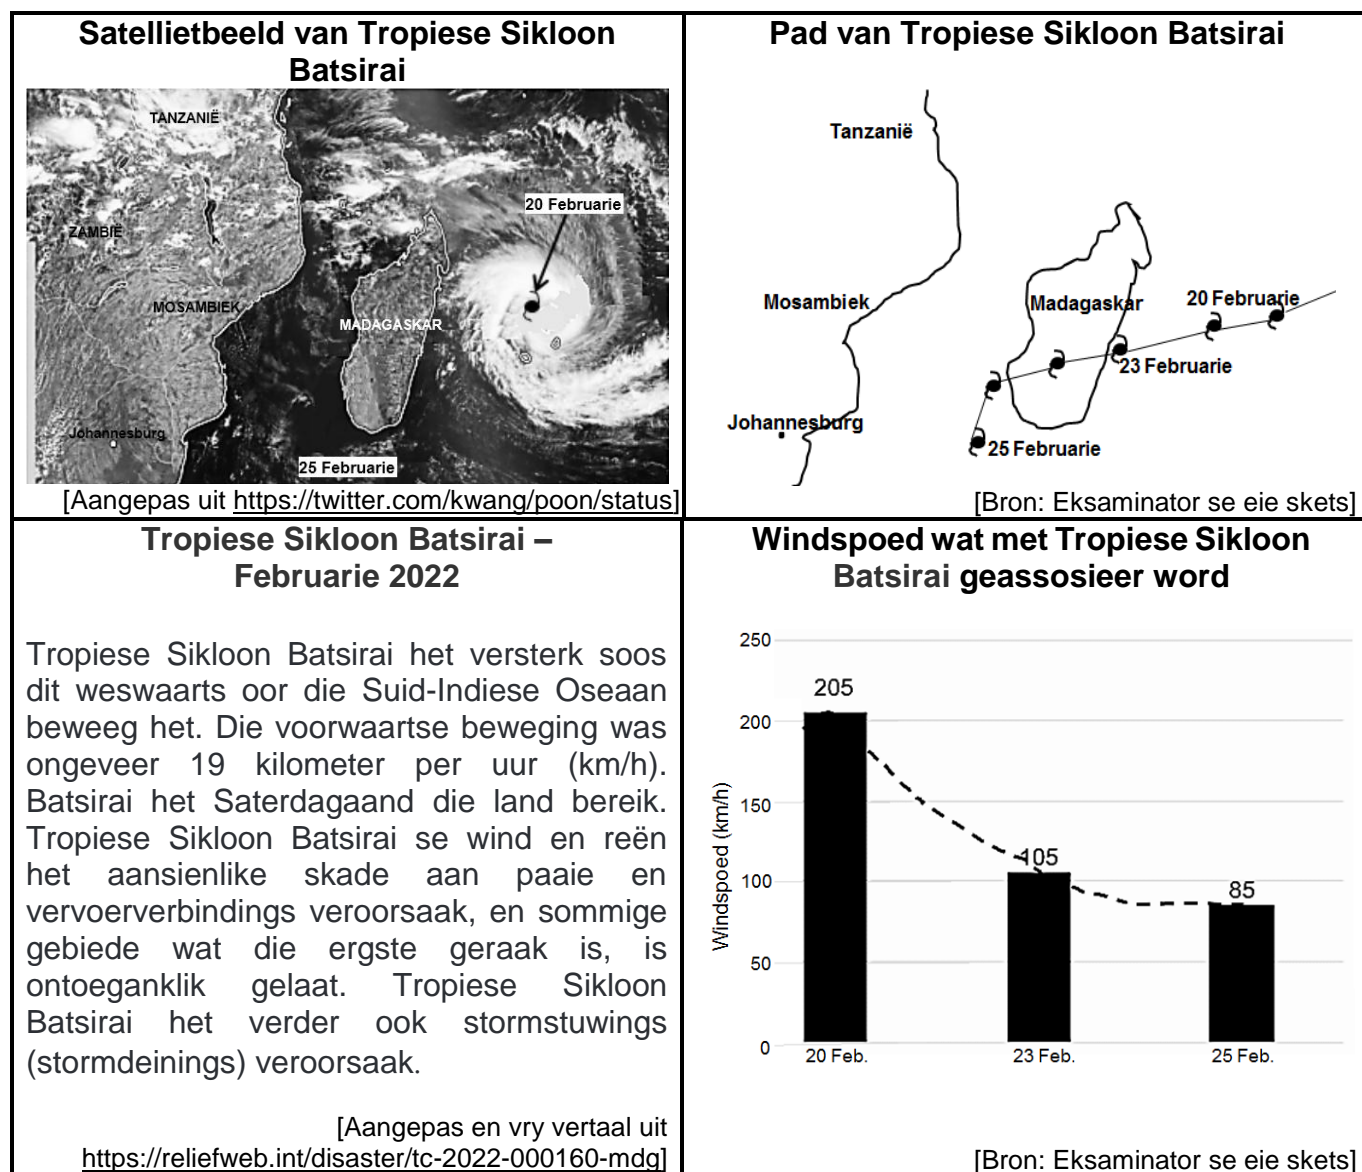 Satellietbeeld van Tropiese Sikloon
Batsirai
TANZANIË
20 Februarie
ZAMBIË
MOSAMBIEK
MADAGASKAR
Johannesburg
25 Februarie
[Aangepas uit https://twitter.com/kwang/poon/status]
Pad van Tropiese Sikloon Batsirai
Tanzanië
Mosambiek
Madagaskar
20 Februarie
23 Februarie
Johannesburg
25 Februarie
[Bron: Eksaminator se eie skets]
Tropiese Sikloon Batsirai –
Februarie 2022
Tropiese Sikloon Batsirai het versterk soos
dit weswaarts oor die Suid-Indiese Oseaan
beweeg het. Die voorwaartse beweging was
ongeveer 19 kilometer per uur (km/h).
Batsirai het Saterdagaand die land bereik.
Tropiese Sikloon Batsirai se wind en reën
het aansienlike skade aan paaie en
vervoerverbindings veroorsaak, en sommige
gebiede wat die ergste geraak is, is
ontoeganklik gelaat. Tropiese Sikloon
Batsirai het verder ook stormstuwings
(stormdeinings) veroorsaak.
[Aangepas en vry vertaal uit
https://reliefweb.int/disaster/tc-2022-000160-mdg]
Windspoed wat met Tropiese Sikloon
Batsirai geassosieer word
250
205
200
Windspoed (km/h)
150
105
100
85
50
0
20 Feb.
23 Feb.
25 Feb.
[Bron: Eksaminator se eie skets]